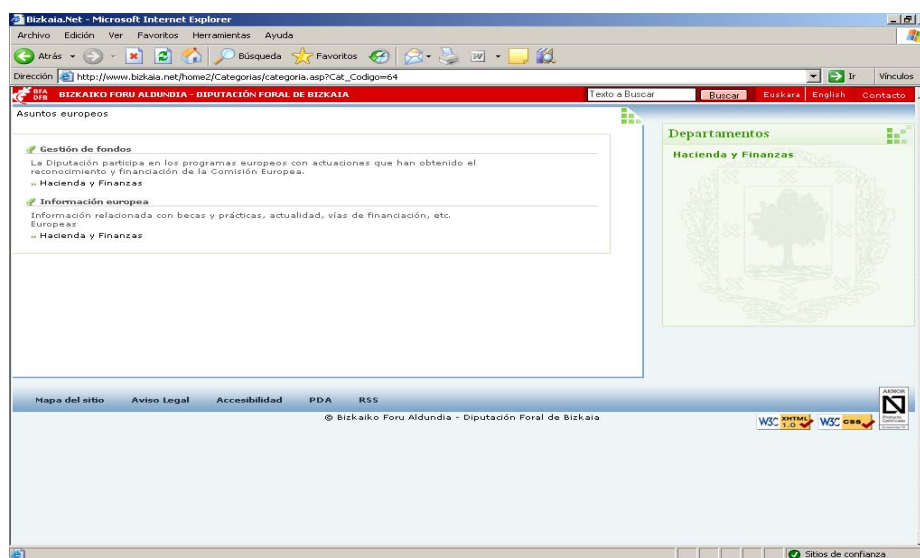 Bizkaia.Net - Microsoft Internet Explorer
Archivo Edición Ver Favoritos Herramientas Ayuda
Atrás Búsqueda Favoritos
Dirección http://www.bizkaia.net/home2/Categorias/categoria.asp?Cat_Codigo=64 Ir Vínculos
BFA DFB BIZKAIKO FORU ALDUNDIA - DIPUTACIÓN FORAL DE BIZKAIA Texto a Buscar Buscar Euskara English Contacto
Asuntos europeos
Departamentos
Hacienda y Finanzas
Gestión de fondos
La Diputación participa en los programas europeos con actuaciones que han obtenido el
reconocimiento y financiación de la Comisión Europea.
» Hacienda y Finanzas
Información europea
Información relacionada con becas y prácticas, actualidad, vías de financiación, etc.
Europeas
» Hacienda y Finanzas
Mapa del sitio Aviso Legal Accesibilidad PDA RSS
© Bizkaiko Foru Aldundia - Diputación Foral de Bizkaia
W3C XHTML 1.0 W3C CSS
AENOR
N
Producto
Certificado
Sitios de confianza